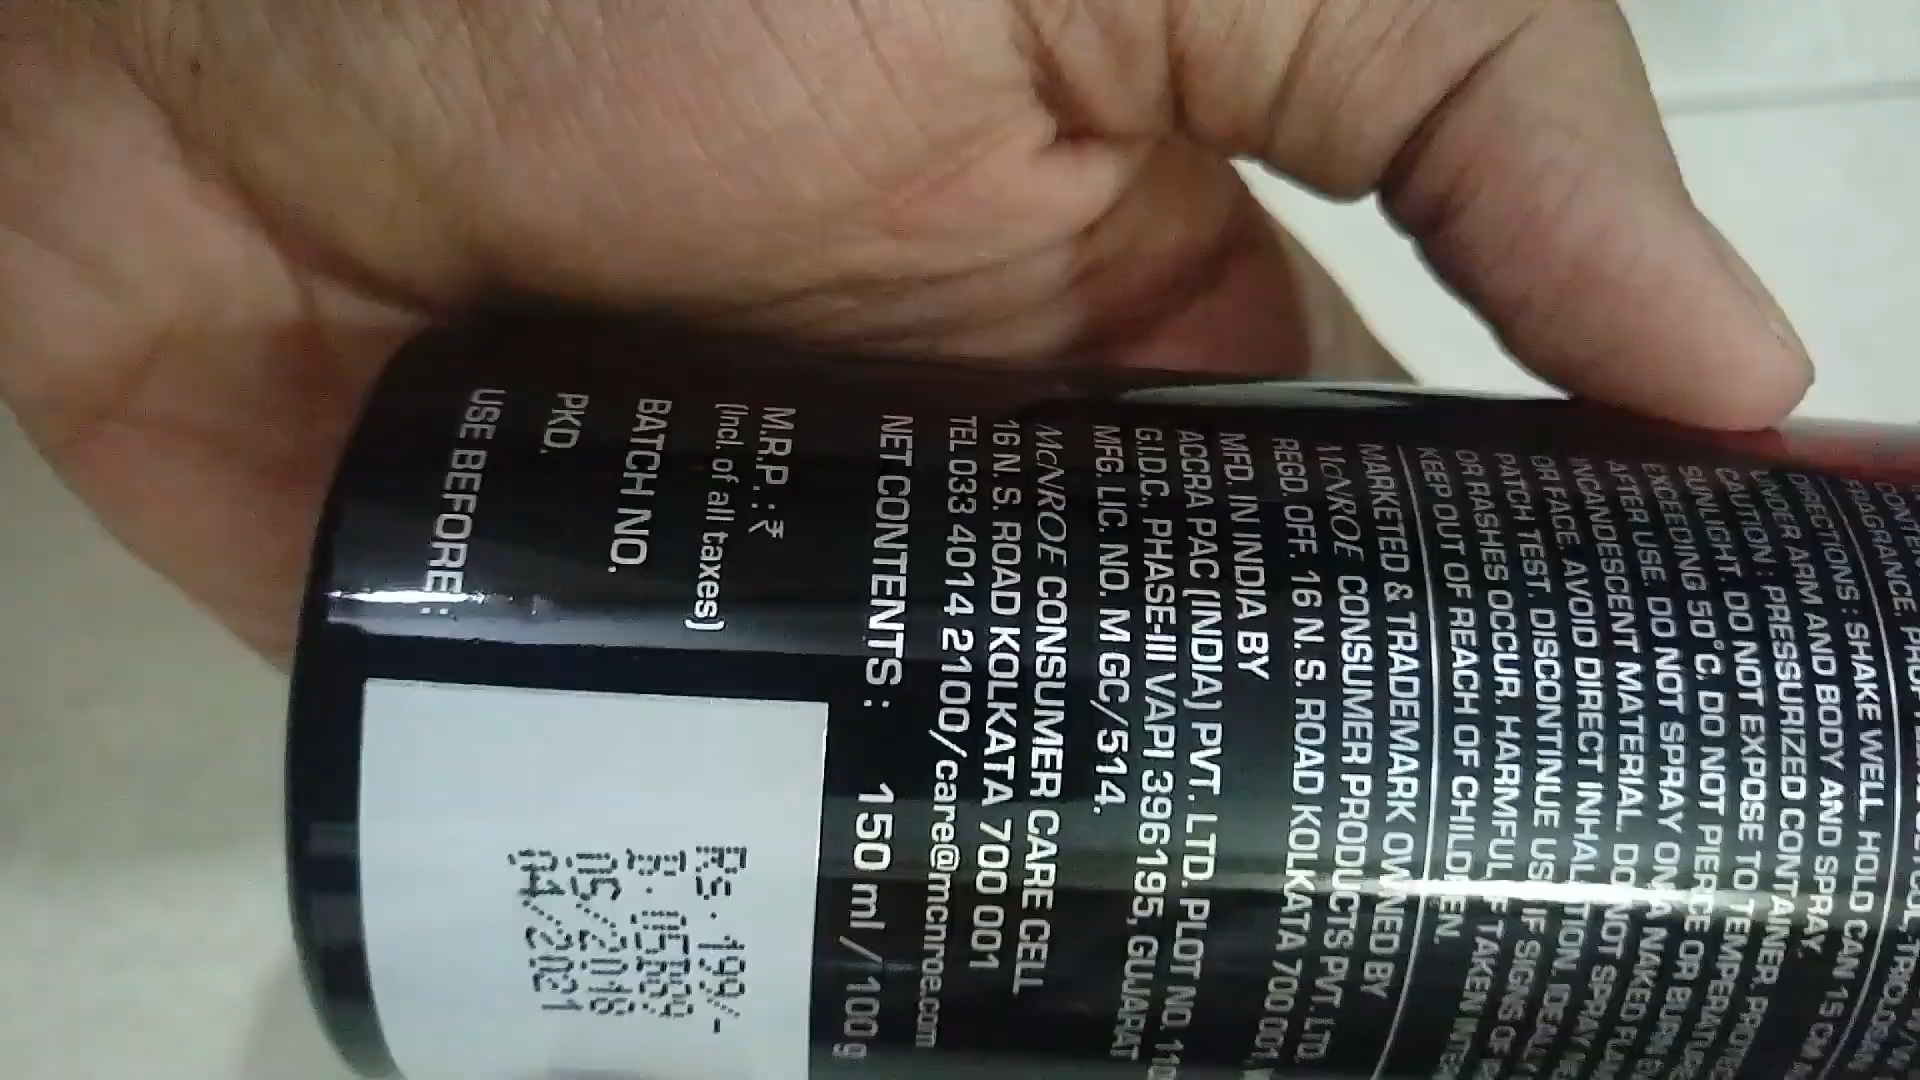 DIRECTIONS : SHAKE WELL. HOLD CAN 15 CM
UNDER ARM AND BODY AND SPRAY.
CAUTION : PRESSURIZED CONTAINER.
SUNLIGHT. DO NOT EXPOSE TO TEMPERATURE
EXCEEDING 50°C. DO NOT PIERCE OR BURN
AFTER USE. DO NOT SPRAY ON A NAKED FLAME
INCANDESCENT MATERIAL. DO NOT SPRAY
OR FACE. AVOID DIRECT INHALATION. IDEALLY
PATCH TEST. DISCONTINUE USE IF SIGNS OF
OR RASHES OCCUR. HARMFUL IF TAKEN
KEEP OUT OF REACH OF CHILDREN.
MARKETED & TRADEMARK OWNED BY
McNROE CONSUMER PRODUCTS PVT. LTD.
REGD. OFF. 16 N. S. ROAD KOLKATA 700 001,
MFD. IN INDIA BY
ACCRA PAC (INDIA) PVT. LTD. PLOT NO. 110
G.I.D.C, PHASE-III VAPI 396195, GUJARAT
MFG. LIC. NO. M GC/514.
McNROE CONSUMER CARE CELL
16 N. S. ROAD KOLKATA 700 001
TEL 033 4014 2100/care@mcnroe.com
NET CONTENTS : 150 ml / 100 g
M.R.P. : ₹ Rs. 199/-
(Incl. of all taxes)
BATCH NO.
PKD. 05/2018
USE BEFORE : 04/2021